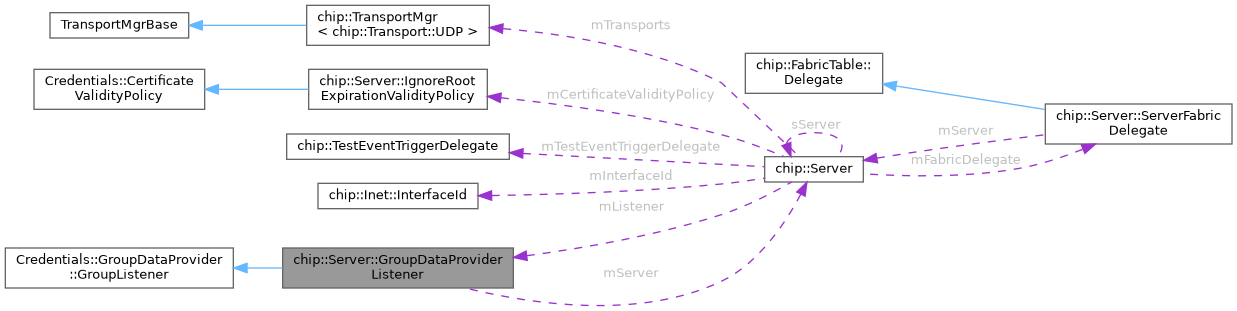 TransportMgrBase
chip::TransportMgr
< chip::Transport::UDP >
mTransports
Credentials::Certificate
ValidityPolicy
chip::Server::IgnoreRoot
ExpirationValidityPolicy
mCertificateValidityPolicy
chip::FabricTable::
Delegate
chip::Server::ServerFabric
Delegate
sServer
mServer
chip::TestEventTriggerDelegate
mTestEventTriggerDelegate
chip::Server
mFabricDelegate
chip::Inet::InterfaceId
mInterfaceId
mListener
Credentials::GroupDataProvider
::GroupListener
chip::Server::GroupDataProvider
Listener
mServer